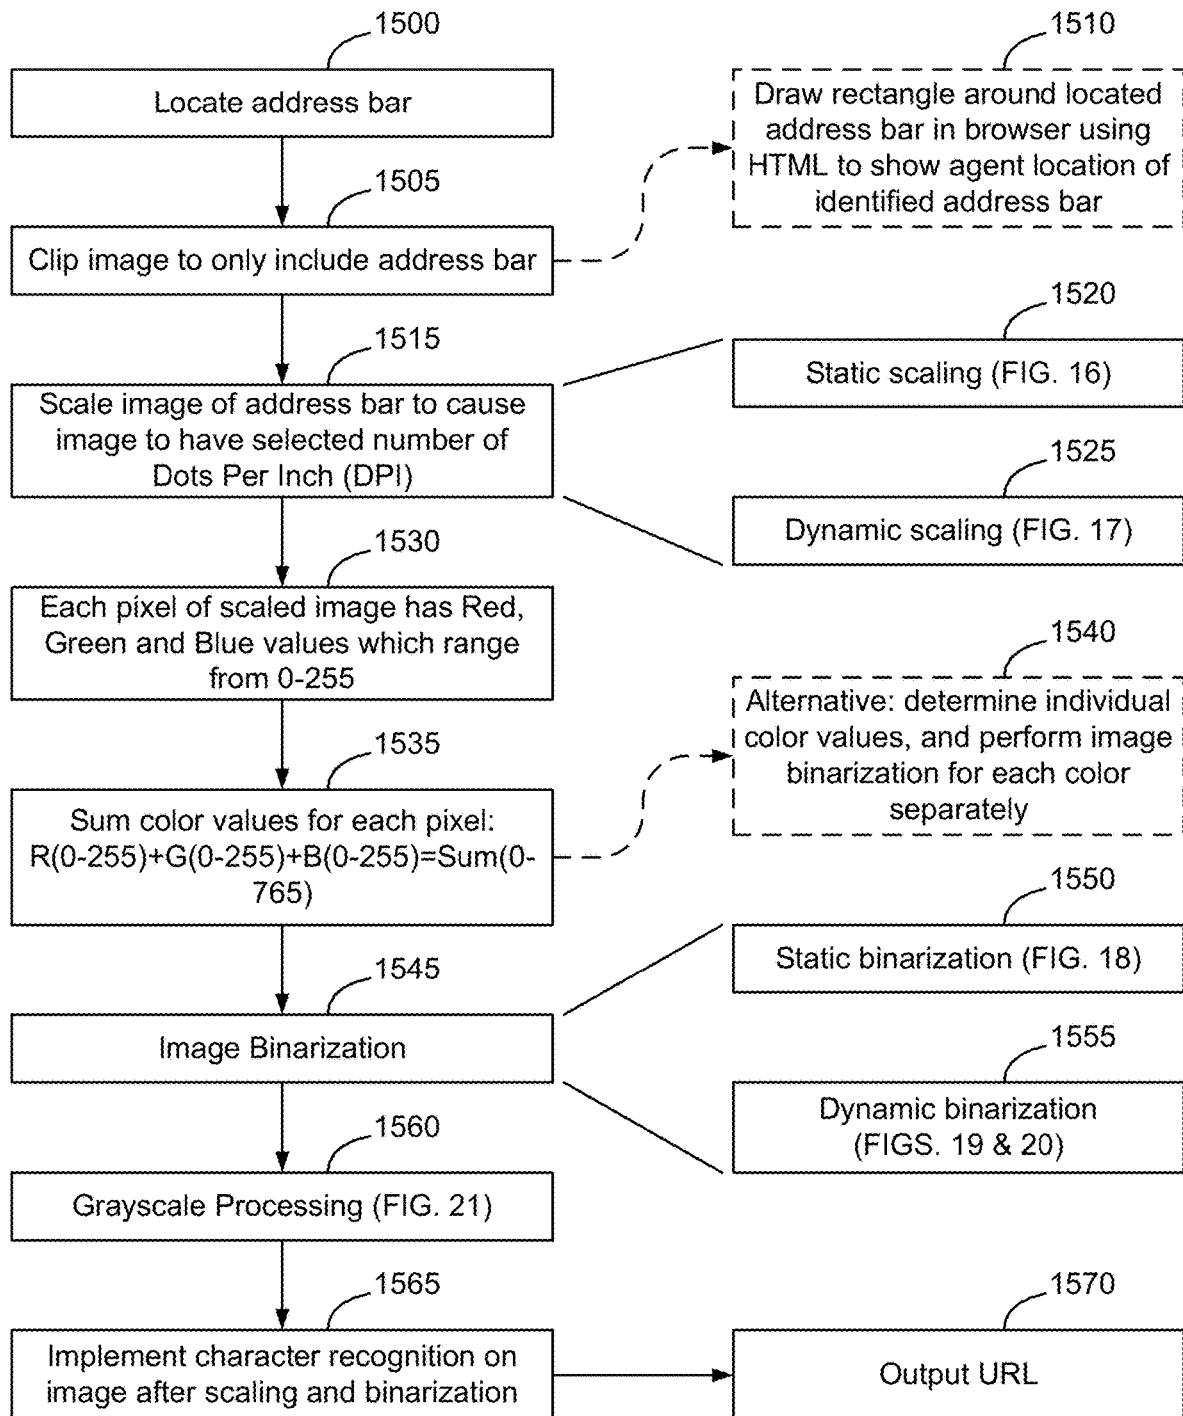 1500
Locate address bar
1510
Draw rectangle around located
address bar in browser using
HTML to show agent location of
identified address bar
1505
Clip image to only include address bar
1515
Scale image of address bar to cause
image to have selected number of
Dots Per Inch (DPI)
1520
Static scaling (FIG. 16)
1525
Dynamic scaling (FIG. 17)
1530
Each pixel of scaled image has Red,
Green and Blue values which range
from 0-255
1535
Sum color values for each pixel:
R(0-255)+G(0-255)+B(0-255)=Sum(0-
765)
1540
Alternative: determine individual
color values, and perform image
binarization for each color
separately
1545
Image Binarization
1550
Static binarization (FIG. 18)
1555
Dynamic binarization
(FIGS. 19 & 20)
1560
Grayscale Processing (FIG. 21)
1565
Implement character recognition on
image after scaling and binarization
1570
Output URL